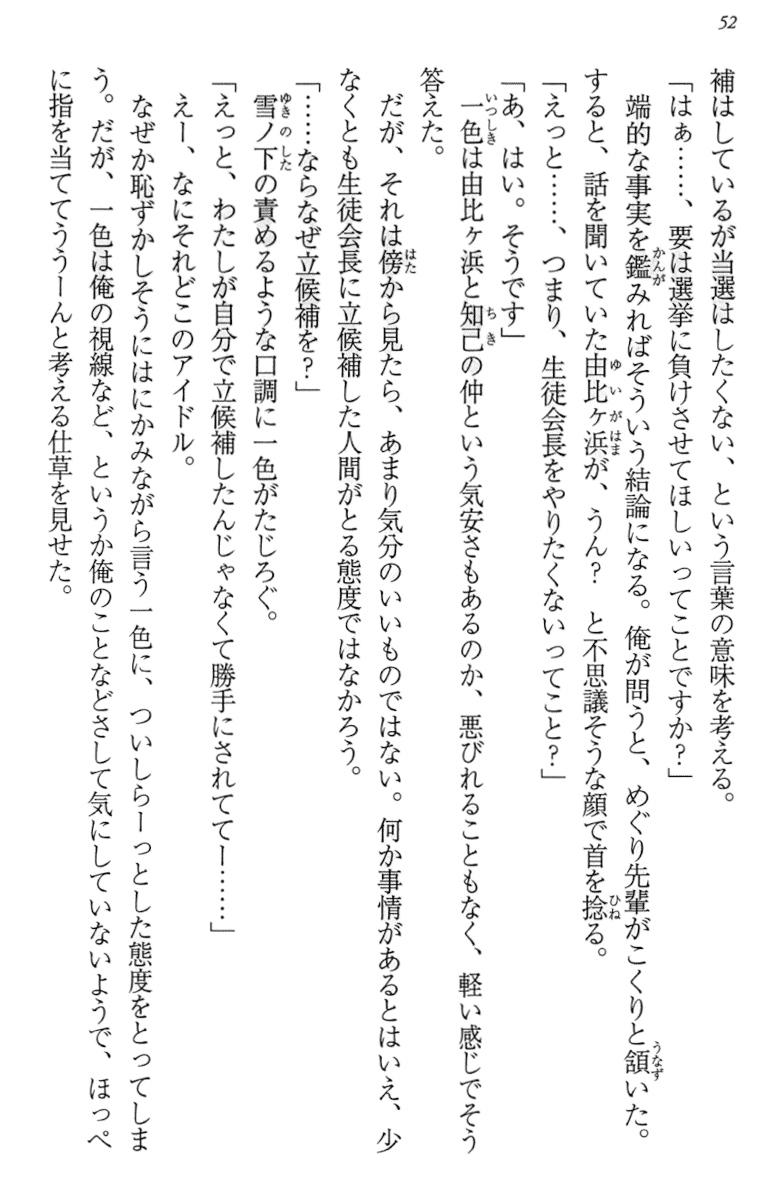 52
補はしているが当選はしたくない、という言葉の意味を考える。
「はぁ……、要は選挙に負けさせてほしいってことですか？」
　端的な事実を鑑みればそういう結論になる。俺が問うと、めぐり先輩がこくりと頷いた。
すると、話を聞いていた由比ヶ浜が、うん？　と不思議そうな顔で首を捻る。
「えっと……、つまり、生徒会長をやりたくないってこと？」
「あ、はい。そうです」
　一色は由比ヶ浜と知己の仲という気安さもあるのか、悪びれることもなく、軽い感じでそう
答えた。
　だが、それは傍から見たら、あまり気分のいいものではない。何か事情があるとはいえ、少
なくとも生徒会長に立候補した人間がとる態度ではなかろう。
「……ならなぜ立候補を？」
　雪ノ下の責めるような口調に一色がたじろぐ。
「えっと、わたしが自分で立候補したんじゃなくて勝手にされててー……」
　えー、なにそれどこのアイドル。
　なぜか恥ずかしそうにはにかみながら言う一色に、ついしらーっとした態度をとってしま
う。だが、一色は俺の視線など、というか俺のことなどさして気にしていないようで、ほっぺ
に指を当ててううーんと考える仕草を見せた。